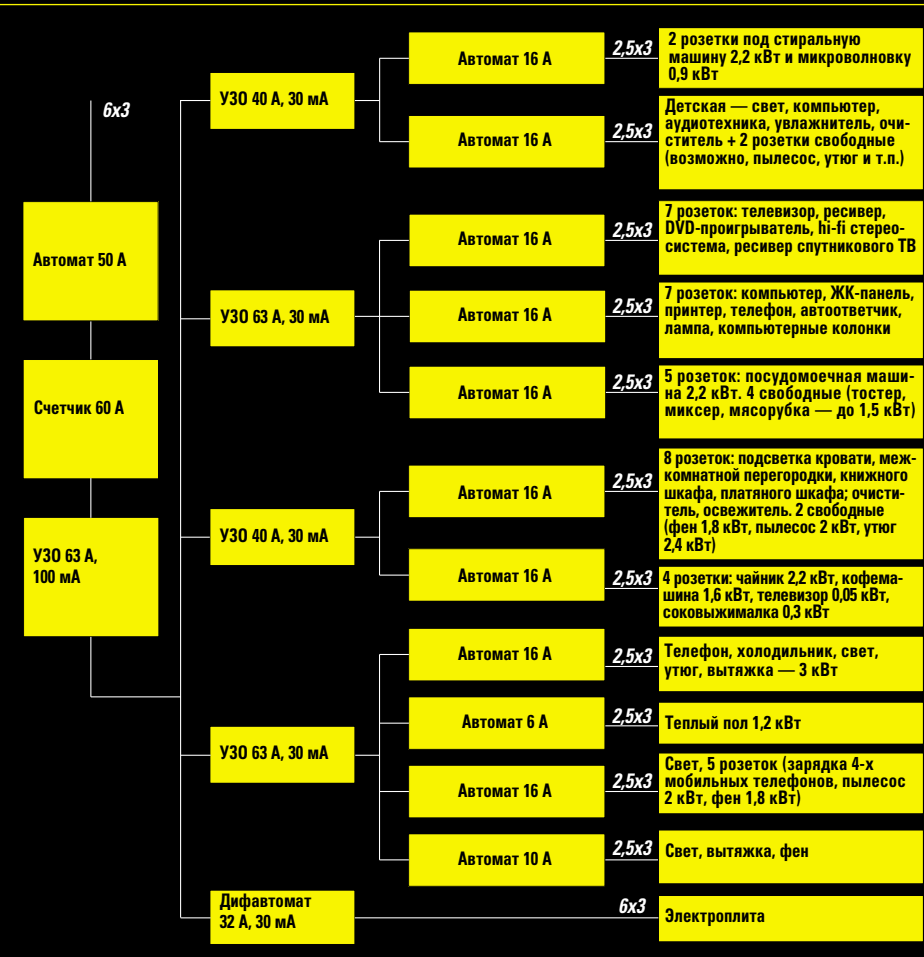 6х3
Автомат 50 А
Счетчик 60 А
УЗО 63 А,
100 мА
УЗО 40 А, 30 мА
Автомат 16 А
2,5х3
2 розетки под стиральную
машину 2,2 кВт и микроволновку
0,9 кВт
Автомат 16 А
2,5х3
Детская — свет, компьютер,
аудиотехника, увлажнитель, очи-
ститель + 2 розетки свободные
(возможно, пылесос, утюг и т.п.)
УЗО 63 А, 30 мА
Автомат 16 А
2,5х3
7 розеток: телевизор, ресивер,
DVD-проигрыватель, hi-fi стерео-
система, ресивер спутникового ТВ
Автомат 16 А
2,5х3
7 розеток: компьютер, ЖК-панель,
принтер, телефон, автоответчик,
лампа, компьютерные колонки
Автомат 16 А
2,5х3
5 розеток: посудомоечная маши-
на 2,2 кВт. 4 свободные (тостер,
миксер, мясорубка — до 1,5 кВт)
УЗО 40 А, 30 мА
Автомат 16 А
2,5х3
8 розеток: подсветка кровати, меж-
комнатной перегородки, книжного
шкафа, платяного шкафа; очисти-
тель, освежитель. 2 свободные
(фен 1,8 кВт, пылесос 2 кВт, утюг
2,4 кВт)
Автомат 16 А
2,5х3
4 розетки: чайник 2,2 кВт, кофема-
шина 1,6 кВт, телевизор 0,05 кВт,
соковыжималка 0,3 кВт
УЗО 63 А, 30 мА
Автомат 16 А
2,5х3
Телефон, холодильник, свет,
утюг, вытяжка — 3 кВт
Автомат 6 А
2,5х3
Теплый пол 1,2 кВт
Автомат 16 А
2,5х3
Свет, 5 розеток (зарядка 4-х
мобильных телефонов, пылесос
2 кВт, фен 1,8 кВт)
Автомат 10 А
2,5х3
Свет, вытяжка, фен
Дифавтомат
32 А, 30 мА
6х3
Электроплита